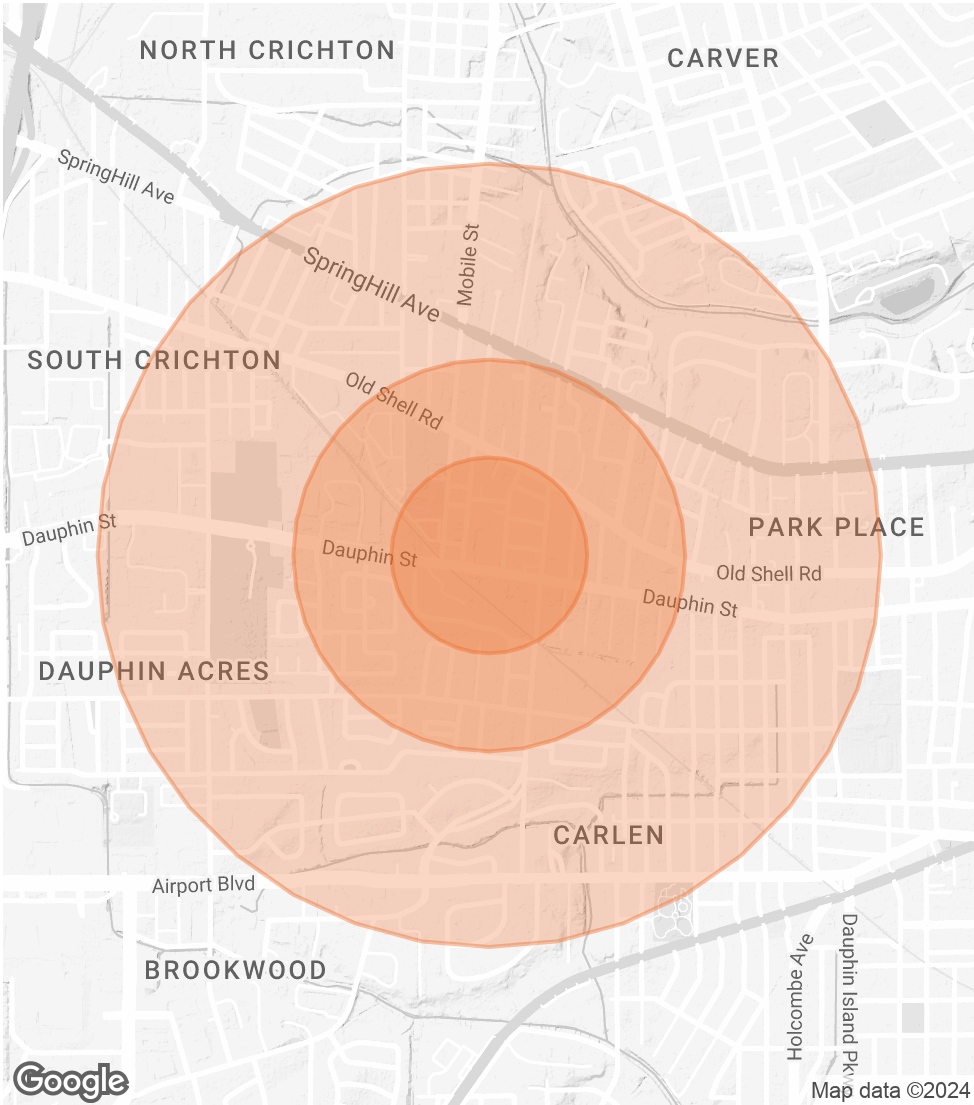 NORTH CRICHTON
CARVER
SpringHill Ave
Mobile St
SpringHill Ave
SOUTH CRICHTON
Old Shell Rd
Dauphin St
PARK PLACE
Dauphin St
Old Shell Rd
Dauphin St
DAUPHIN ACRES
CARLEN
Airport Blvd
BROOKWOOD
Holcombe Ave
Dauphin Island Pkw
Google
Map data ©2024